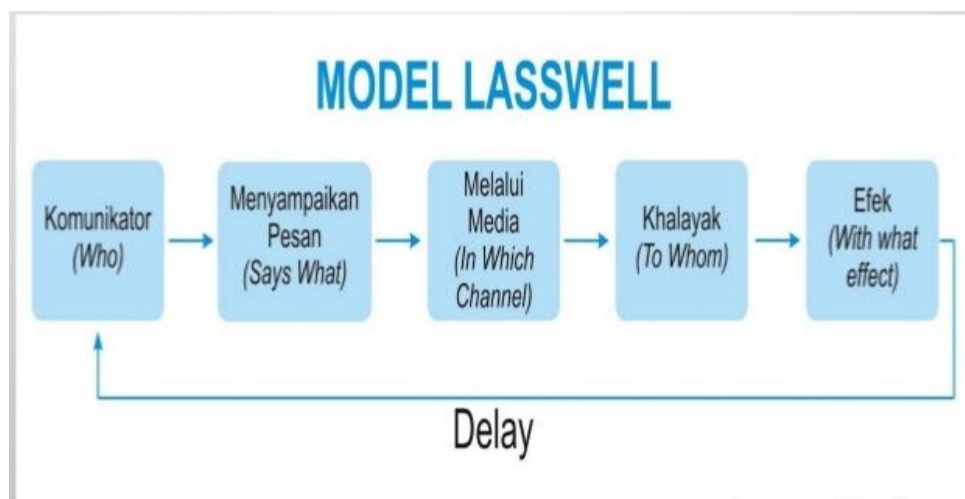 MODEL LASSWELL
Komunikator
(Who)
Menyampaikan
Pesan
(Says What)
Melalui
Media
(In Which
Channel)
Khalayak
(To Whom)
Efek
(With what
effect)
Delay